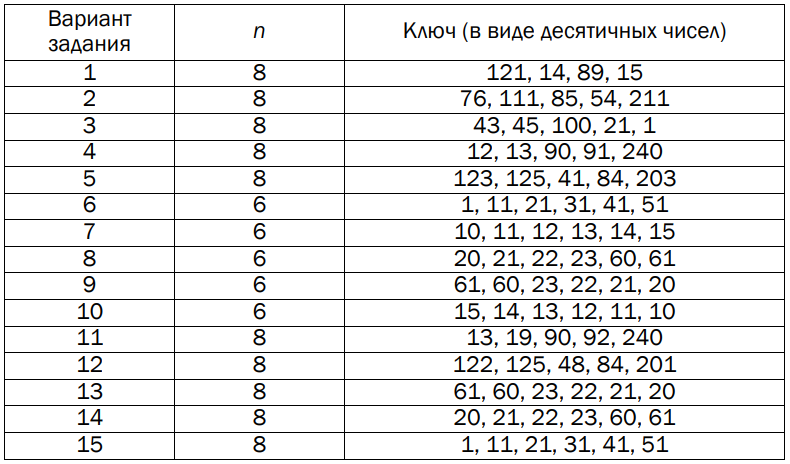 Вариант задания n Ключ (в виде десятичных чисел)
1 8 121, 14, 89, 15
2 8 76, 111, 85, 54, 211
3 8 43, 45, 100, 21, 1
4 8 12, 13, 90, 91, 240
5 8 123, 125, 41, 84, 203
6 6 1, 11, 21, 31, 41, 51
7 6 10, 11, 12, 13, 14, 15
8 6 20, 21, 22, 23, 60, 61
9 6 61, 60, 23, 22, 21, 20
10 6 15, 14, 13, 12, 11, 10
11 8 13, 19, 90, 92, 240
12 8 122, 125, 48, 84, 201
13 8 61, 60, 23, 22, 21, 20
14 8 20, 21, 22, 23, 60, 61
15 8 1, 11, 21, 31, 41, 51